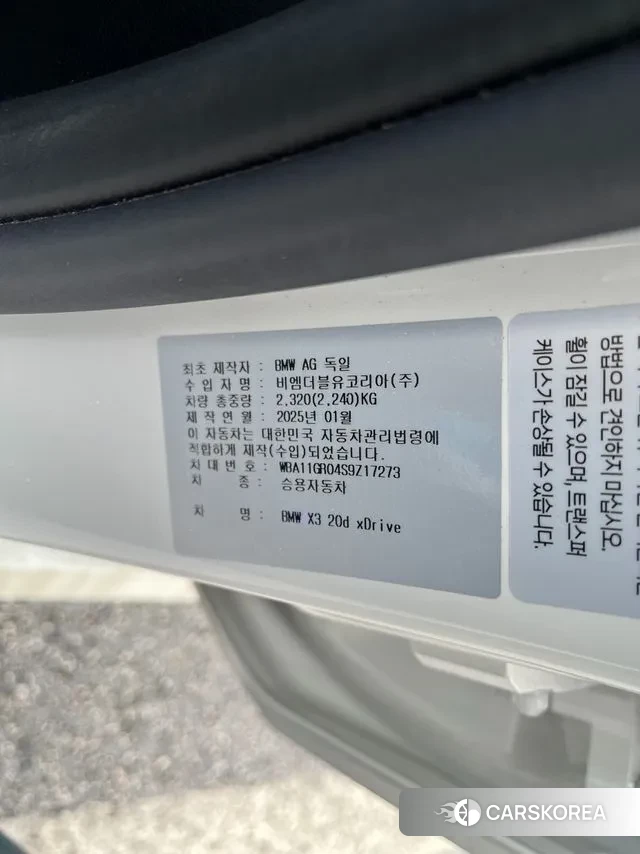 최초 제작자 : BMW AG 독일
수 입 자 명 : 비엠더블유코리아(주)
차량 총중량 : 2,320(2,240)KG
제 작 연 월 : 2025년 01월
이 자동차는 대한민국 자동차관리법령에
적합하게 제작(수입)되었습니다.
차 대 번 호 : WBA11GR04S9Z17273
차 종 : 승용자동차
차 명 : BMW X3 20d xDrive
방법으로 견인하지 마십시오.
휠이 잠길 수 있으며, 트랜스퍼
케이스가 손상될 수 있습니다.
CARSKOREA